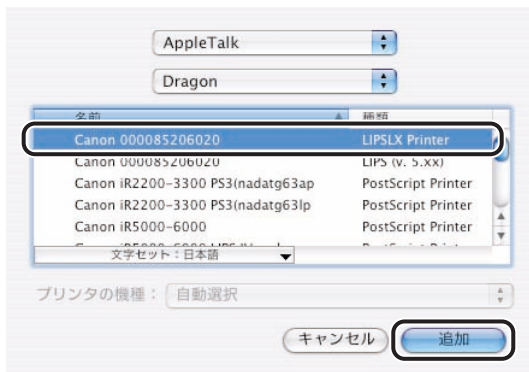 AppleTalk
Dragon
名前 種類
Canon 000085206020 LIPSLX Printer
Canon 000085206020 LIPS (v. 5.xx)
Canon iR2200-3300 PS3(nadatg63ap PostScript Printer
Canon iR2200-3300 PS3(nadatg63lp PostScript Printer
Canon iR5000-6000 PostScript Printer
文字セット：日本語
プリンタの機種： 自動選択
キャンセル 追加